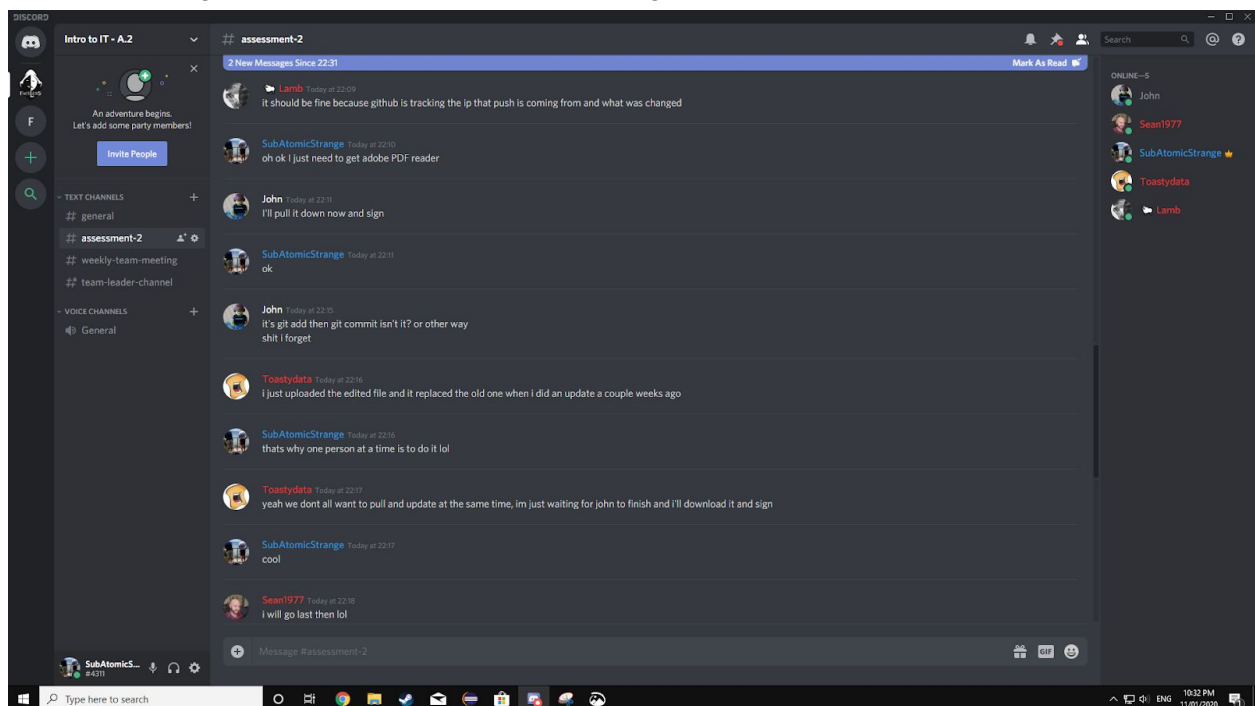 DISCORD
Intro to IT - A.2
# assessment-2
Search
2 New Messages Since 22:31
Mark As Read
An adventure begins.
Let's add some party members!
Invite People
F
TEXT CHANNELS
# general
# assessment-2
# weekly-team-meeting
# team-leader-channel
VOICE CHANNELS
General
Lamb Today at 22:09
it should be fine because github is tracking the ip that push is coming from and what was changed
SubAtomicStrange Today at 22:10
oh ok I just need to get adobe PDF reader
John Today at 22:11
I'll pull it down now and sign
SubAtomicStrange Today at 22:11
ok
John Today at 22:15
it's git add then git commit isn't it? or other way
shit i forget
Toastydata Today at 22:16
i just uploaded the edited file and it replaced the old one when i did an update a couple weeks ago
SubAtomicStrange Today at 22:16
thats why one person at a time is to do it lol
Toastydata Today at 22:17
yeah we dont all want to pull and update at the same time, im just waiting for john to finish and i'll download it and sign
SubAtomicStrange Today at 22:17
cool
Sean1977 Today at 22:18
i will go last then lol
Message #assessment-2
GIF
ONLINE—5
John
Sean1977
SubAtomicStrange
Toastydata
Lamb
SubAtomicS...
#4311
Type here to search
ENG
10:32 PM
11/01/2020